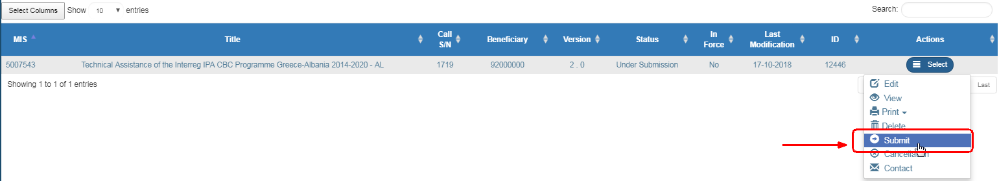 Select Columns Show 10 entries Search:
MIS Title Call S/N Beneficiary Version Status In Force Last Modification ID Actions
5007543 Technical Assistance of the Interreg IPA CBC Programme Greece-Albania 2014-2020 - AL 1719 92000000 2 . 0 Under Submission No 17-10-2018 12446 Select
Showing 1 to 1 of 1 entries Last
Edit
View
Print
Delete
Submit
Cancellation
Contact